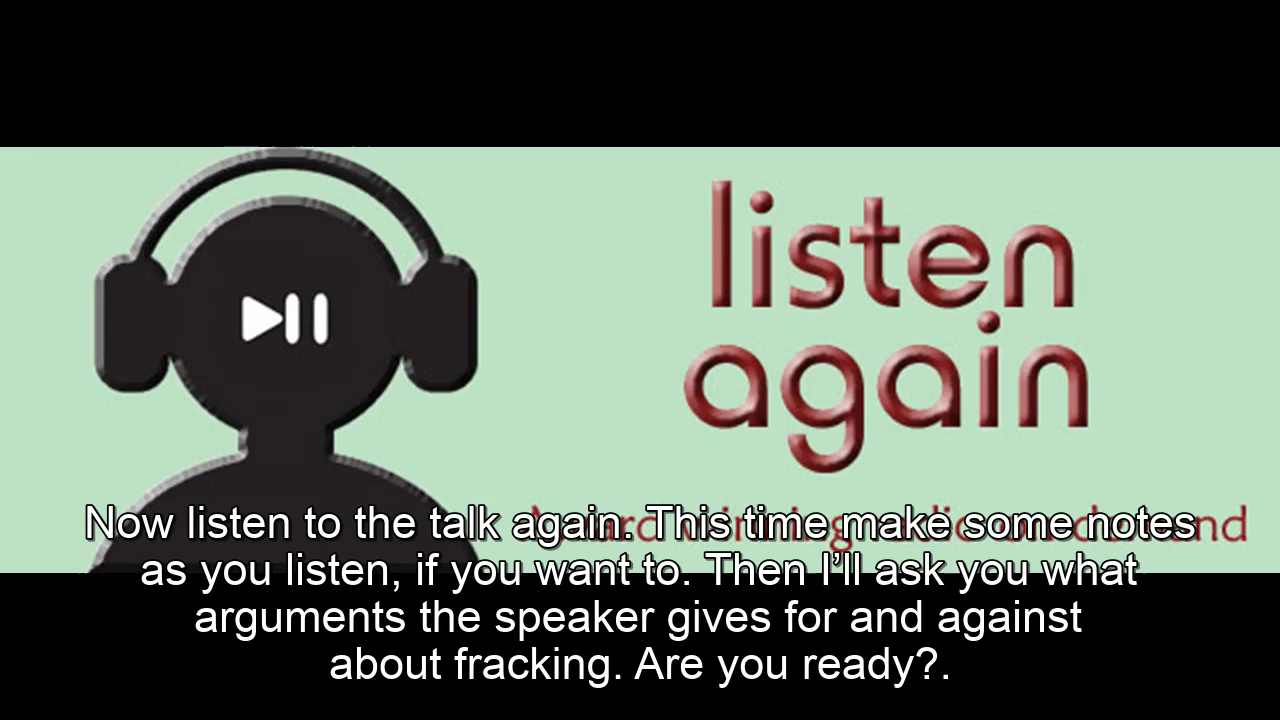 listen
again
Now listen to the talk again. This time make some notes
as you listen, if you want to. Then I’ll ask you what
arguments the speaker gives for and against
about fracking. Are you ready?.